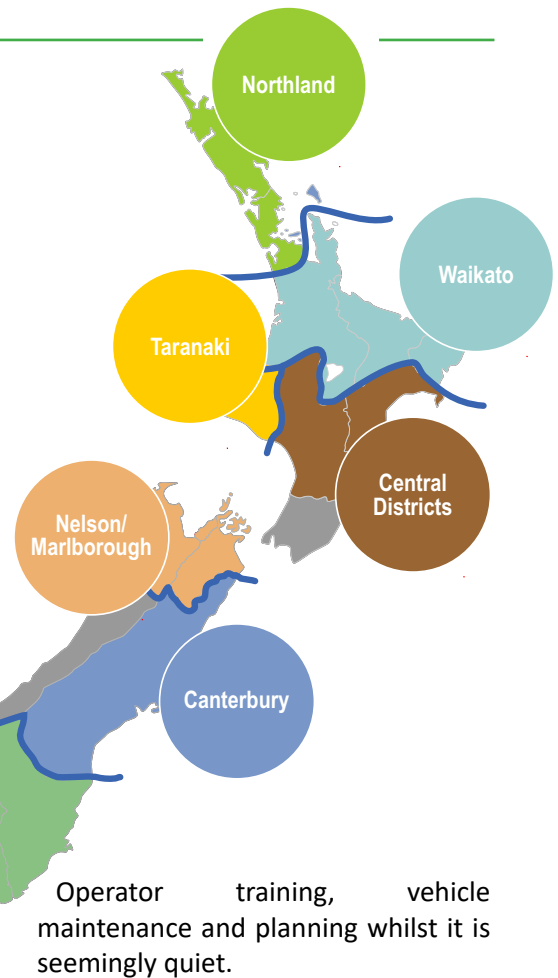 Northland
Waikato
Taranaki
Central
Districts
Nelson/
Marlborough
Canterbury
Operator training, vehicle
maintenance and planning whilst it is
seemingly quiet.